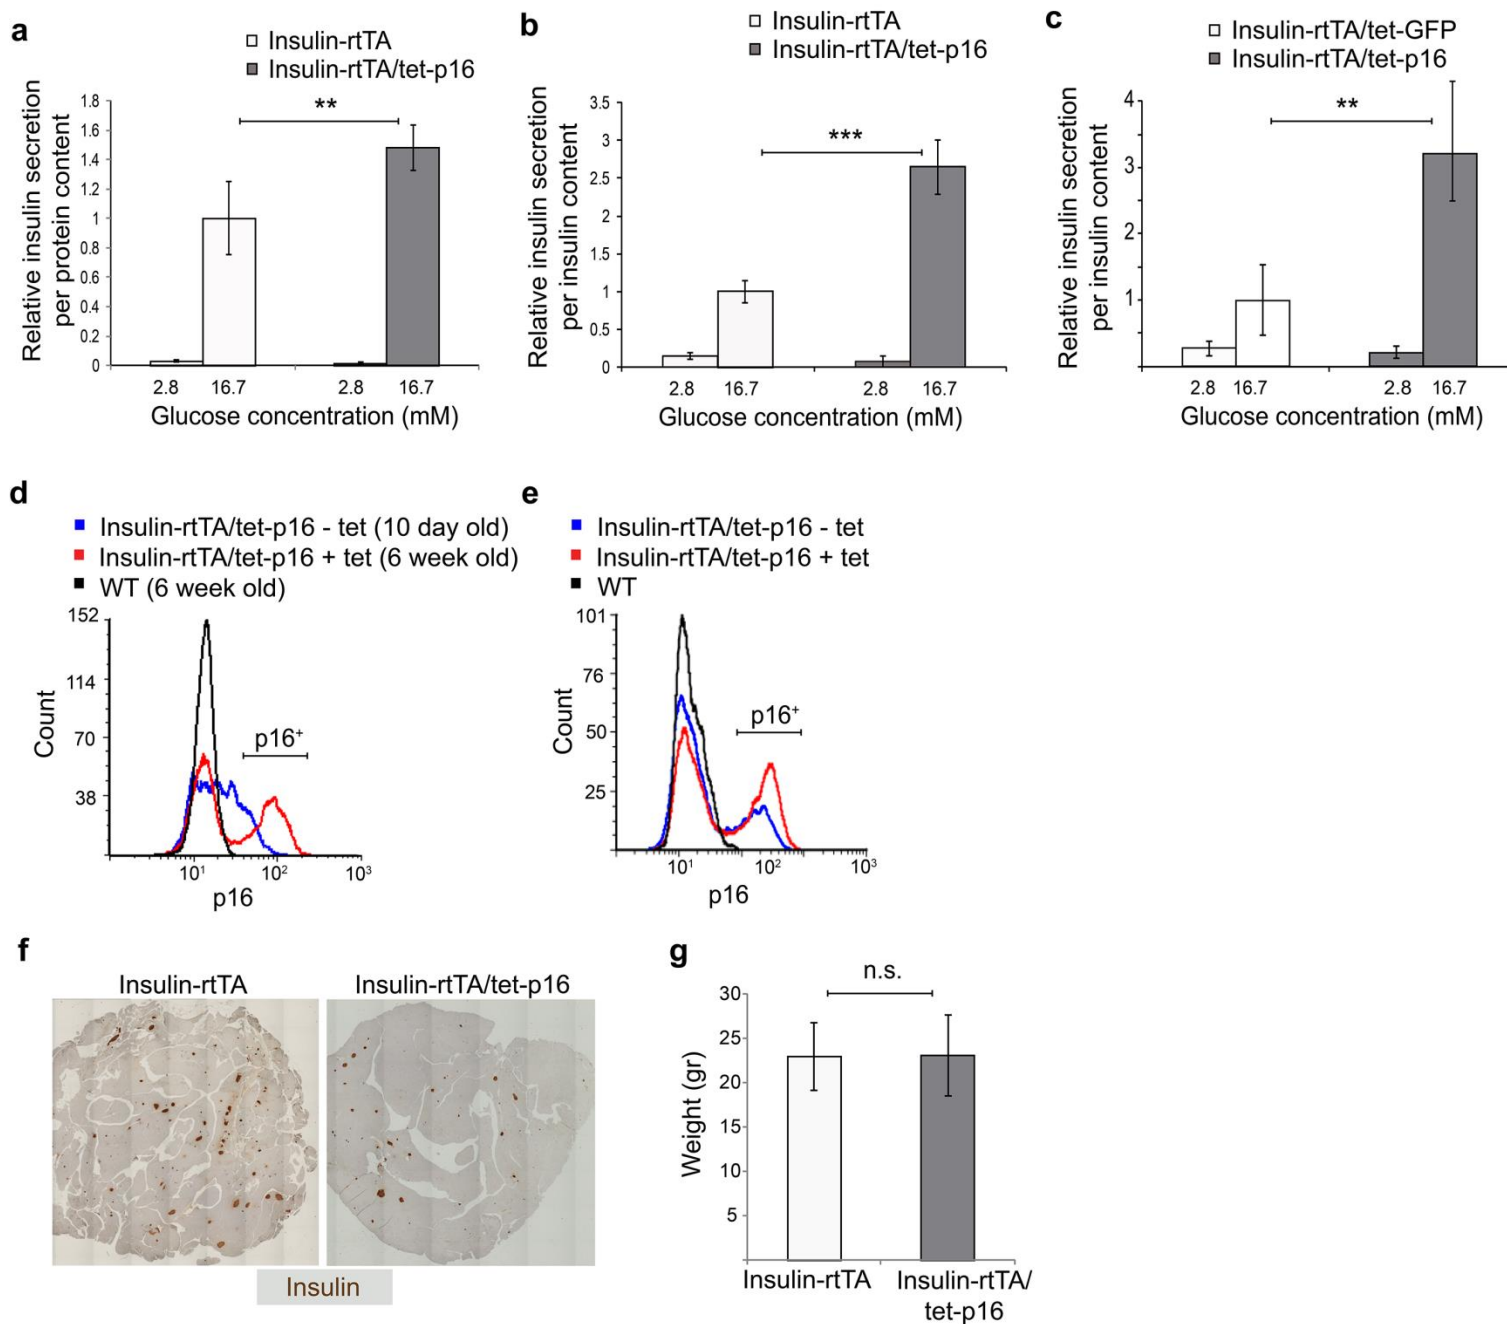 a
Insulin-rtTA
Insulin-rtTA/tet-p16
Relative insulin secretion
per protein content
1.8
1.6
1.4
1.2
1
0.8
0.6
0.4
0.2
0
**
2.8 16.7 2.8 16.7
Glucose concentration (mM)
b
Insulin-rtTA
Insulin-rtTA/tet-p16
Relative insulin secretion
per insulin content
3.5
3
2.5
2
1.5
1
0.5
0
***
2.8 16.7 2.8 16.7
Glucose concentration (mM)
c
Insulin-rtTA/tet-GFP
Insulin-rtTA/tet-p16
Relative insulin secretion
per insulin content
4
3
2
1
**
2.8 16.7 2.8 16.7
Glucose concentration (mM)
d
Insulin-rtTA/tet-p16 - tet (10 day old)
Insulin-rtTA/tet-p16 + tet (6 week old)
WT (6 week old)
Count
152
114
70
38
p16⁺
10¹ 10² 10³
p16
e
Insulin-rtTA/tet-p16 - tet
Insulin-rtTA/tet-p16 + tet
WT
Count
101
76
50
25
p16⁺
10¹ 10² 10³
p16
f
Insulin-rtTA Insulin-rtTA/tet-p16
Insulin
g
n.s.
Weight (gr)
30
25
20
15
10
5
Insulin-rtTA Insulin-rtTA/
tet-p16